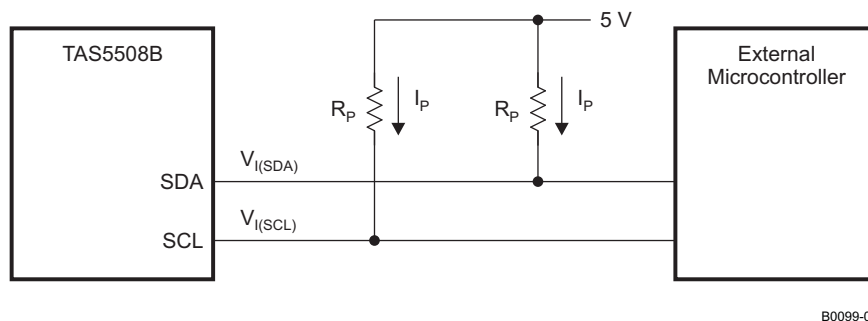 5 V
TAS5508B
External
Microcontroller
R_P
I_P
R_P
I_P
V_I(SDA)
SDA
V_I(SCL)
SCL